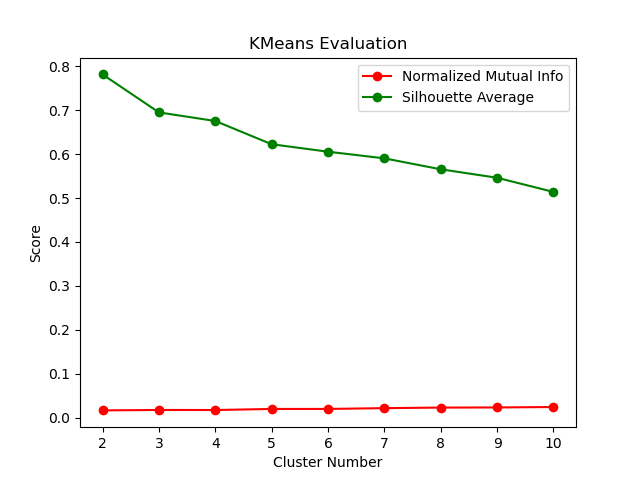 KMeans Evaluation
Normalized Mutual Info
Silhouette Average
Score
0.8
0.7
0.6
0.5
0.4
0.3
0.2
0.1
0.0
2 3 4 5 6 7 8 9 10
Cluster Number